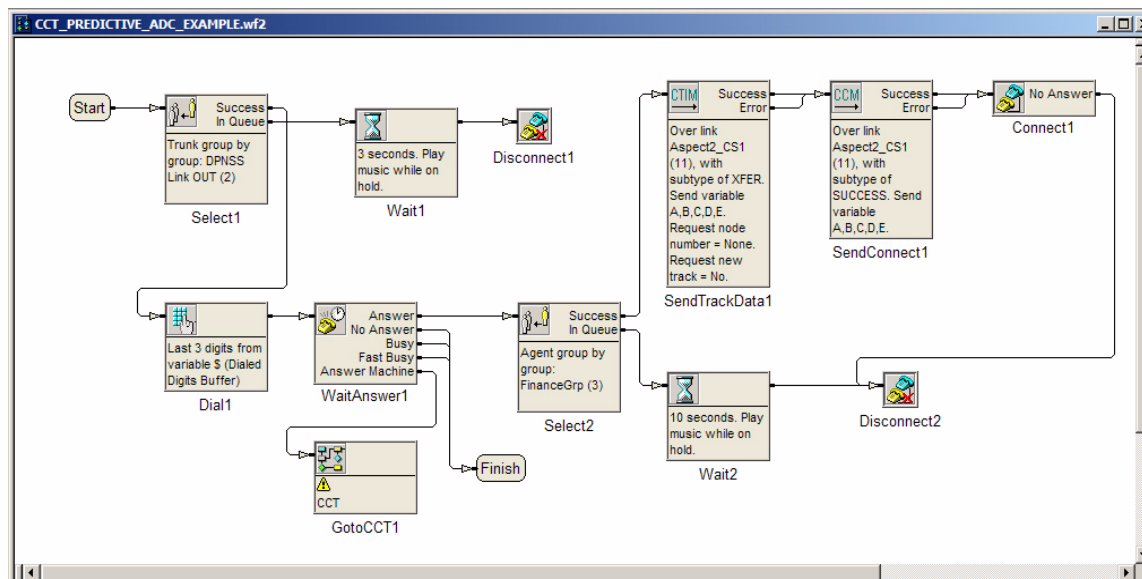 CCT_PREDICTIVE_ADC_EXAMPLE.wf2
Start
Success
In Queue
Trunk group by
group: DPNSS
Link OUT (2)
Select1
3 seconds. Play
music while on
hold.
Wait1
Disconnect1
CTIM
Success
Error
Over link
Aspect2_CS1
(11), with
subtype of XFER.
Send variable
A,B,C,D,E.
Request node
number = None.
Request new
track = No.
SendTrackData1
CCM
Success
Error
Over link
Aspect2_CS1
(11), with
subtype of
SUCCESS. Send
variable
A,B,C,D,E.
SendConnect1
No Answer
Connect1
Last 3 digits from
variable $ (Dialed
Digits Buffer)
Dial1
Answer
No Answer
Busy
Fast Busy
Answer Machine
WaitAnswer1
Success
In Queue
Agent group by
group:
FinanceGrp (3)
Select2
10 seconds. Play
music while on
hold.
Wait2
Disconnect2
CCT
GotoCCT1
Finish